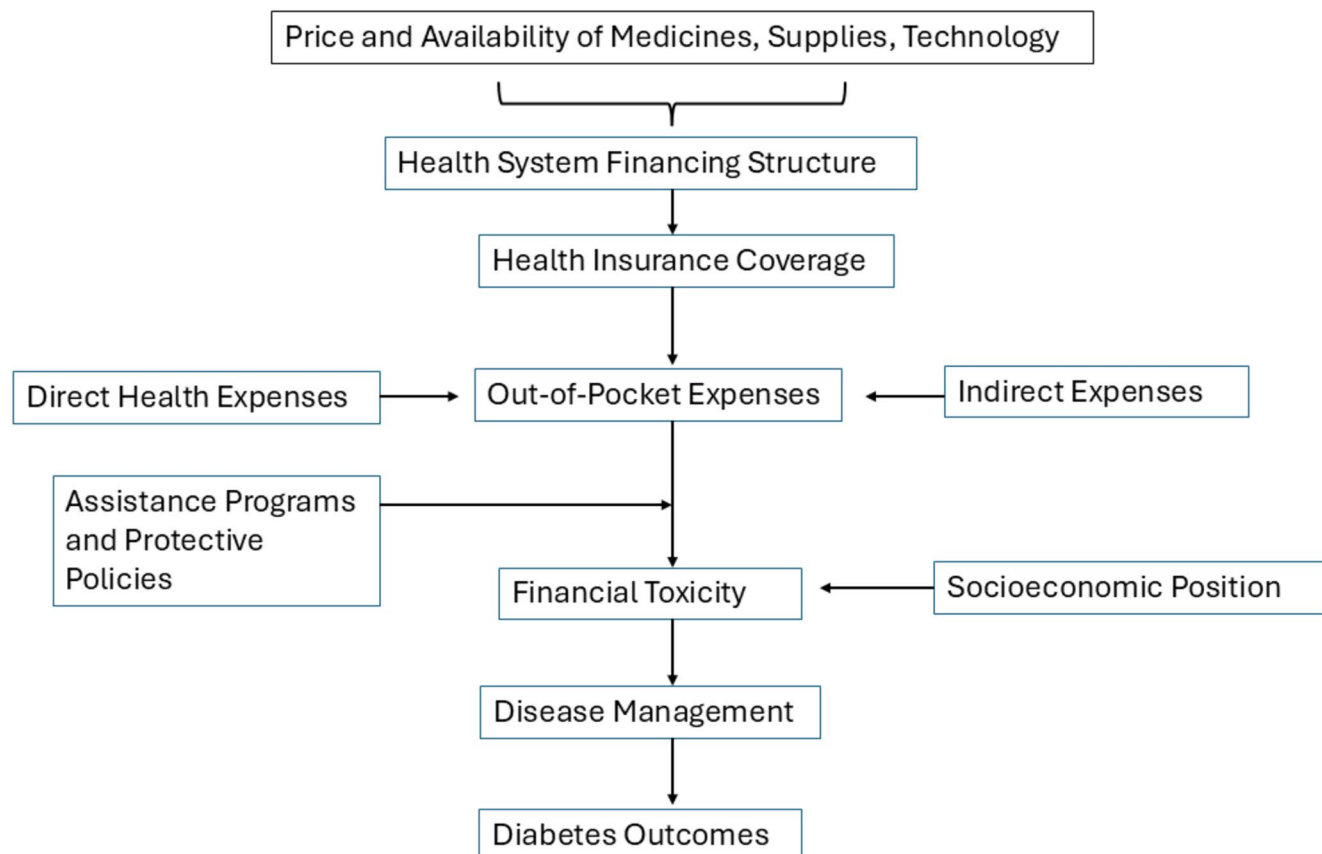 Price and Availability of Medicines, Supplies, Technology
Health System Financing Structure
Health Insurance Coverage
Direct Health Expenses
Out-of-Pocket Expenses
Indirect Expenses
Assistance Programs
and Protective
Policies
Financial Toxicity
Socioeconomic Position
Disease Management
Diabetes Outcomes